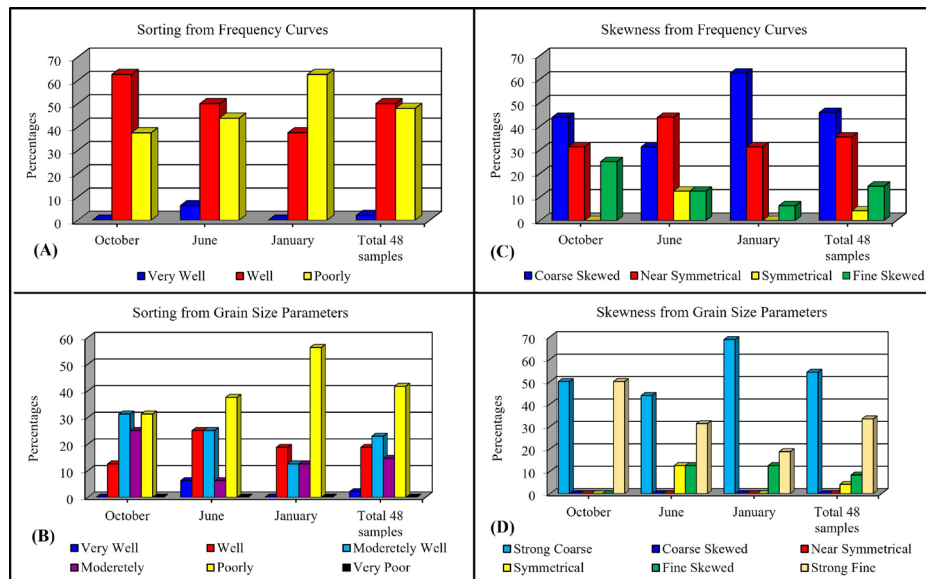 Sorting from Frequency Curves
Percentages
70
60
50
40
30
20
10
0
October June January Total 48
samples
(A)
Very Well Well Poorly
Skewness from Frequency Curves
Percentages
70
60
50
40
30
20
10
0
October June January Total 48
samples
(C)
Coarse Skewed Near Symmetrical Symmetrical Fine Skewed
Sorting from Grain Size Parameters
Percentages
60
50
40
30
20
10
0
October June January Total 48
samples
(B)
Very Well Well Moderetely Well
Moderetely Poorly Very Poor
Skewness from Grain Size Parameters
Percentages
70
60
50
40
30
20
10
0
October June January Total 48
samples
(D)
Strong Coarse Coarse Skewed Near Symmetrical
Symmetrical Fine Skewed Strong Fine